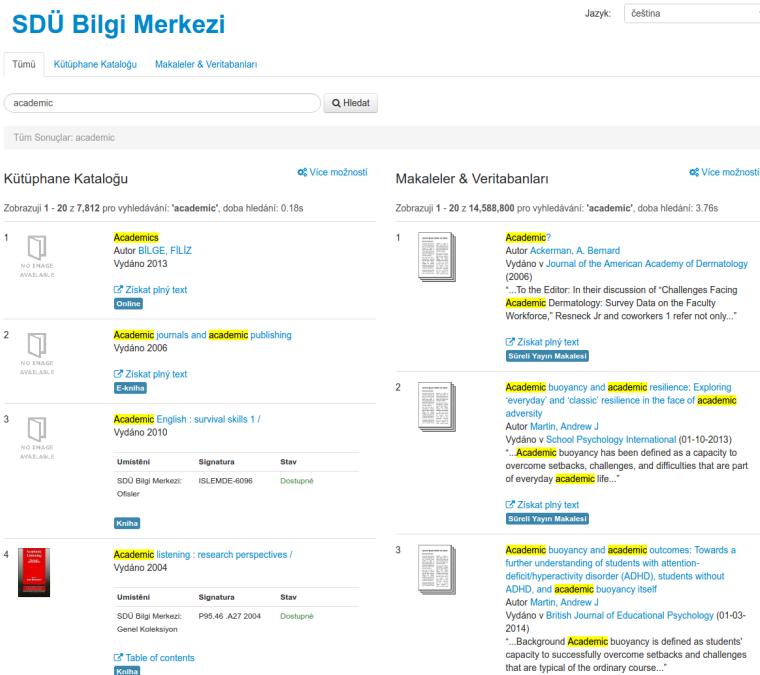 SDÜ Bilgi Merkezi
Jazyk: čeština
Tümü Kütüphane Kataloğu Makaleler & Veritabanları
academic Hledat
Tüm Sonuçlar: academic
Kütüphane Kataloğu
Více možností
Zobrazuji 1 - 20 z 7,812 pro vyhledávání: 'academic', doba hledání: 0.18s
1
NO IMAGE
AVAILABLE
Academics
Autor BİLGE, FİLİZ
Vydáno 2013
Získat plný text
Online
2
NO IMAGE
AVAILABLE
Academic journals and academic publishing
Vydáno 2006
Získat plný text
E-kniha
3
NO IMAGE
AVAILABLE
Academic English : survival skills 1 /
Vydáno 2010
Umístění Signatura Stav
SDÜ Bilgi Merkezi: ISLEMDE-6096 Dostupné
Ofisler
Kniha
4
Academic listening : research perspectives /
Vydáno 2004
Umístění Signatura Stav
SDÜ Bilgi Merkezi: P95.46 .A27 2004 Dostupné
Genel Koleksiyon
Table of contents
Kniha
Makaleler & Veritabanları
Více možností
Zobrazuji 1 - 20 z 14,588,800 pro vyhledávání: 'academic', doba hledání: 3.76s
1
Academic?
Autor Ackerman, A. Bernard
Vydáno v Journal of the American Academy of Dermatology
(2006)
“...To the Editor: In their discussion of “Challenges Facing
Academic Dermatology: Survey Data on the Faculty
Workforce,” Resneck Jr and coworkers 1 refer not only...”
Získat plný text
Süreli Yayın Makalesi
2
Academic buoyancy and academic resilience: Exploring
‘everyday’ and ‘classic’ resilience in the face of academic
adversity
Autor Martin, Andrew J
Vydáno v School Psychology International (01-10-2013)
“...Academic buoyancy has been defined as a capacity to
overcome setbacks, challenges, and difficulties that are part
of everyday academic life...”
Získat plný text
Süreli Yayın Makalesi
3
Academic buoyancy and academic outcomes: Towards a
further understanding of students with attention-
deficit/hyperactivity disorder (ADHD), students without
ADHD, and academic buoyancy itself
Autor Martin, Andrew J
Vydáno v British Journal of Educational Psychology (01-03-
2014)
“...Background Academic buoyancy is defined as students'
capacity to successfully overcome setbacks and challenges
that are typical of the ordinary course...”